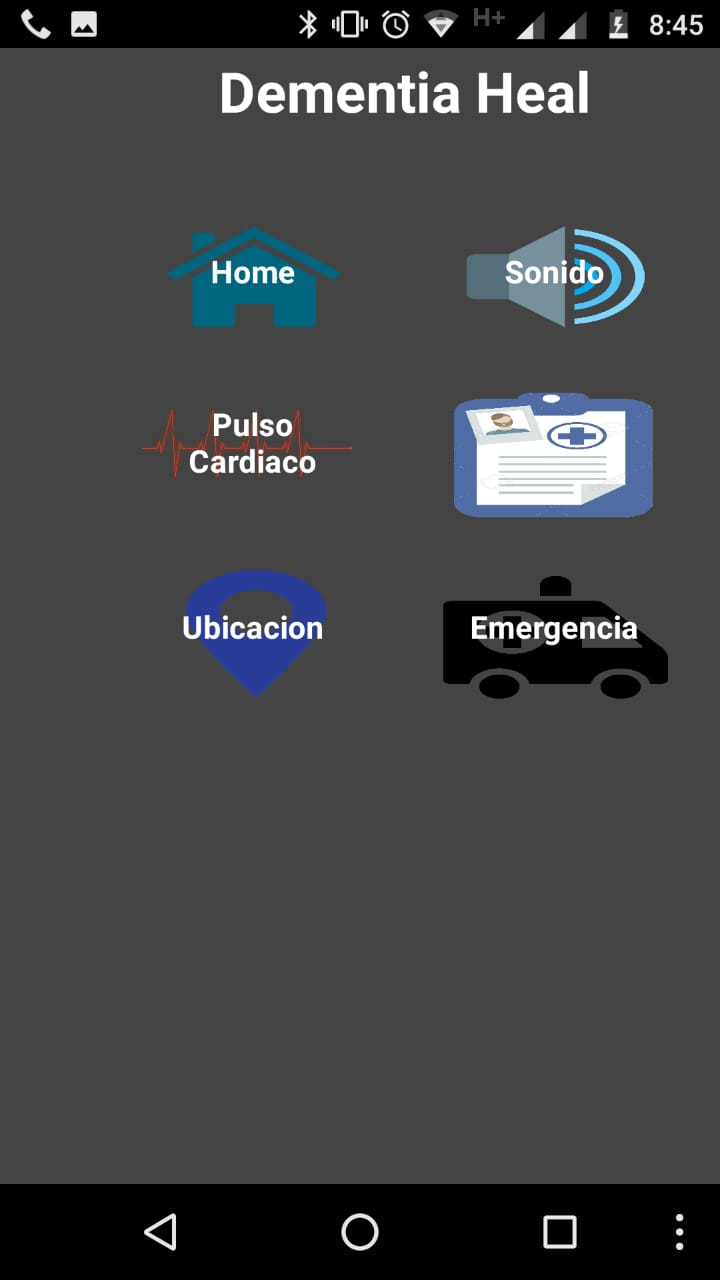 H+ 8:45
Dementia Heal
Home
Sonido
Pulso
Cardiaco
Ubicacion
Emergencia